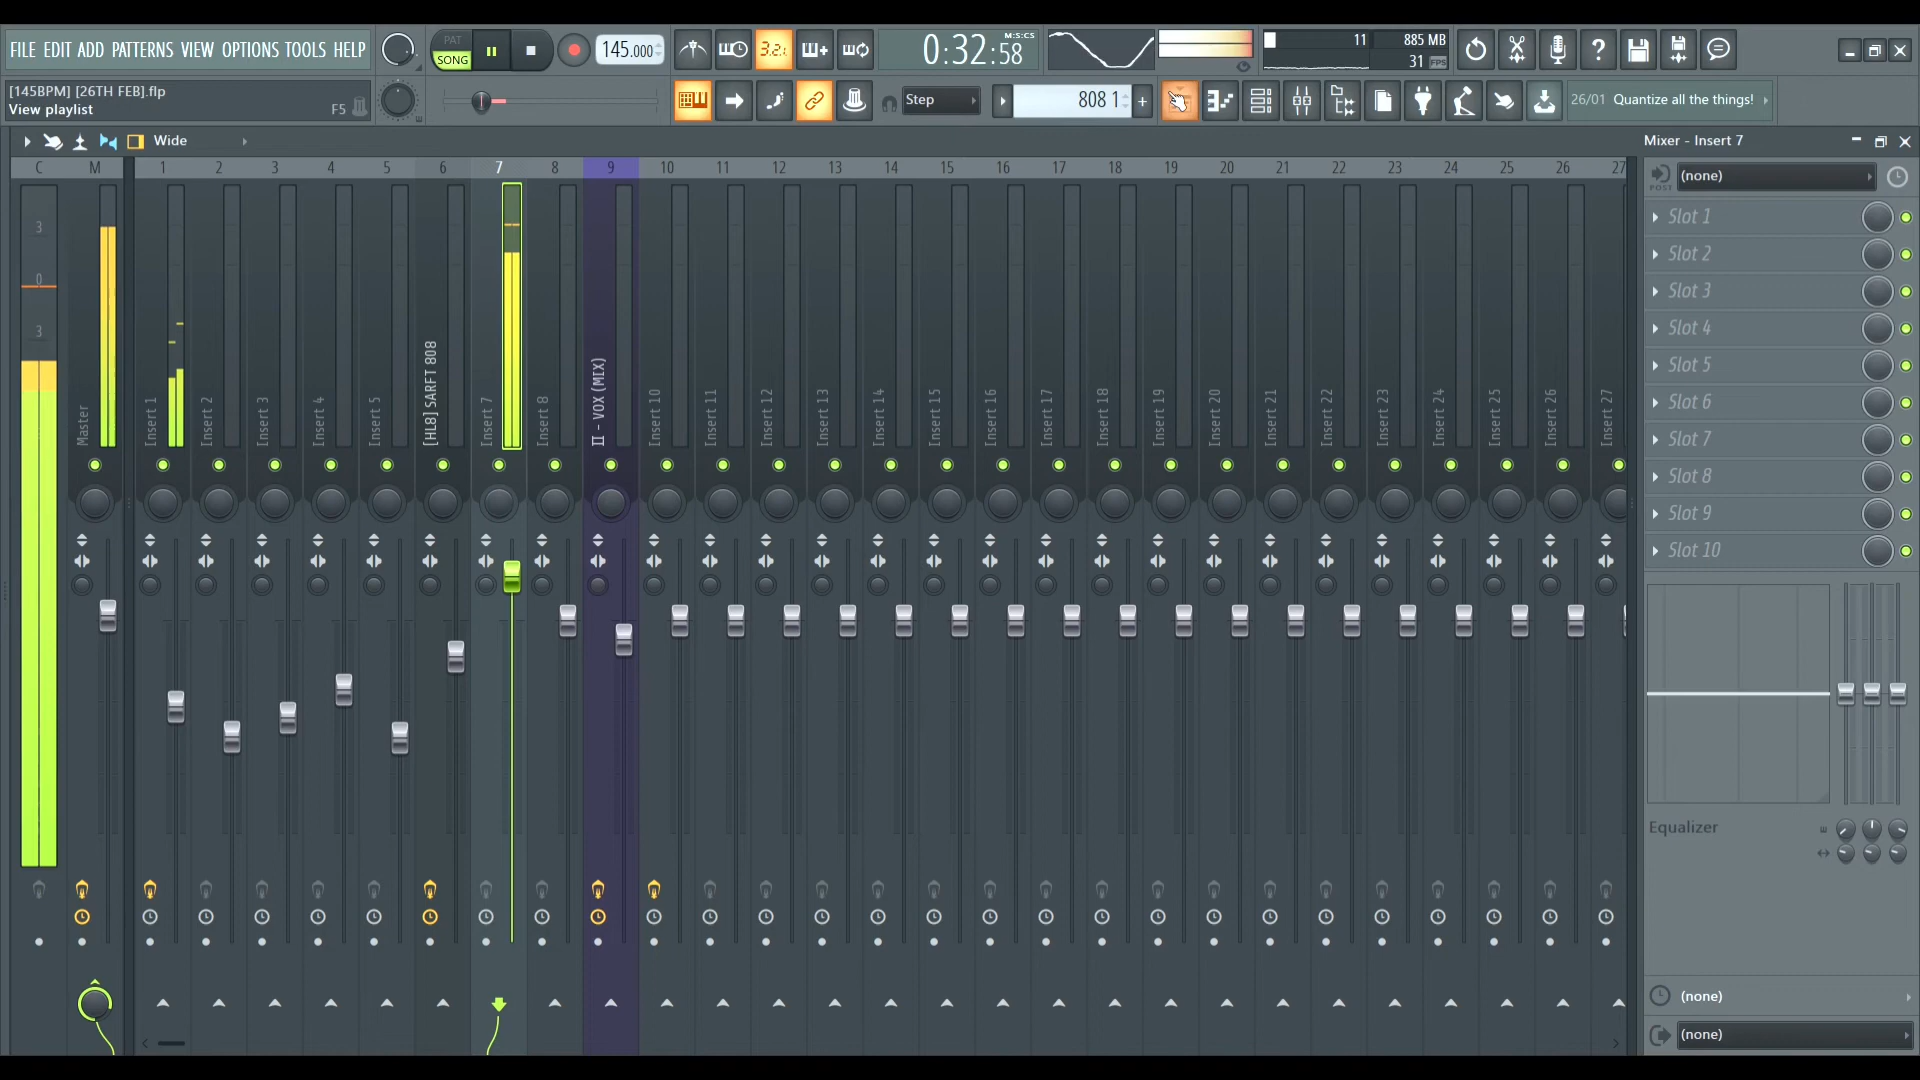 FILE EDIT ADD PATTERNS VIEW OPTIONS TOOLS HELP
PAT
SONG
145.000
3.2.
0:32:58
M:S:CS
11
885 MB
31 FPS
[145BPM] [26TH FEB].flp
View playlist
F5
Step
808 1
26/01 Quantize all the things!
Wide
Mixer - Insert 7
C M 1 2 3 4 5 6 7 8 9 10 11 12 13 14 15 16 17 18 19 20 21 22 23 24 25 26 27
3
0
3
Master
Insert 1
Insert 2
Insert 3
Insert 4
Insert 5
[HLB] SARFT 808
Insert 7
Insert 8
II - VOX (MIX)
Insert 10
Insert 11
Insert 12
Insert 13
Insert 14
Insert 15
Insert 16
Insert 17
Insert 18
Insert 19
Insert 20
Insert 21
Insert 22
Insert 23
Insert 24
Insert 25
Insert 26
Insert 27
POST
(none)
Slot 1
Slot 2
Slot 3
Slot 4
Slot 5
Slot 6
Slot 7
Slot 8
Slot 9
Slot 10
Equalizer
(none)
(none)